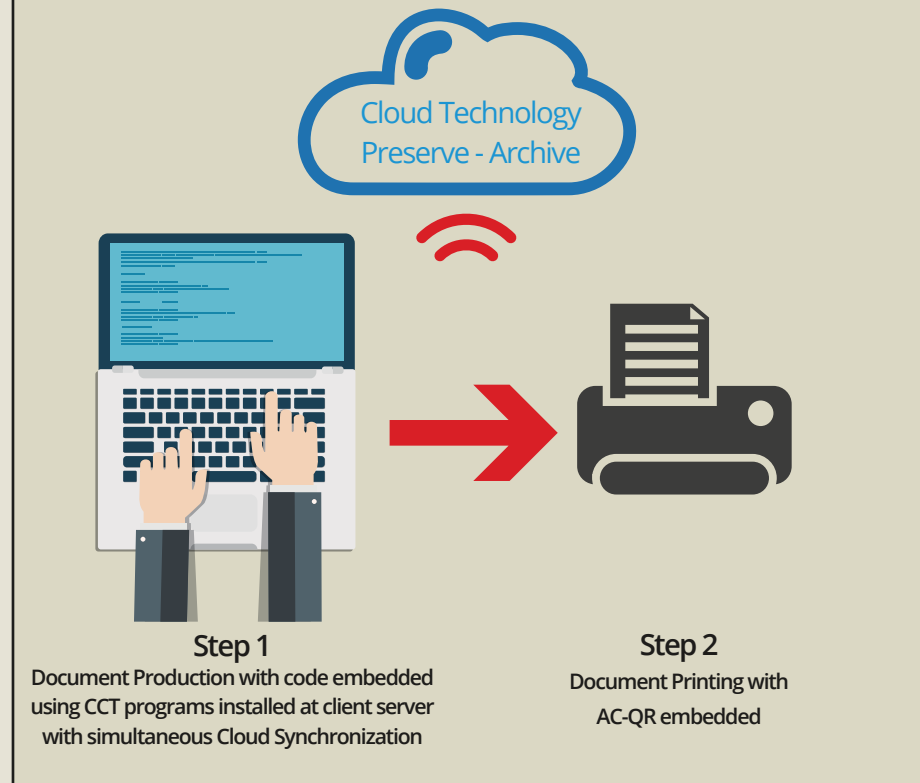 Cloud Technology
Preserve - Archive
Step 1
Document Production with code embedded
using CCT programs installed at client server
with simultaneous Cloud Synchronization
Step 2
Document Printing with
AC-QR embedded